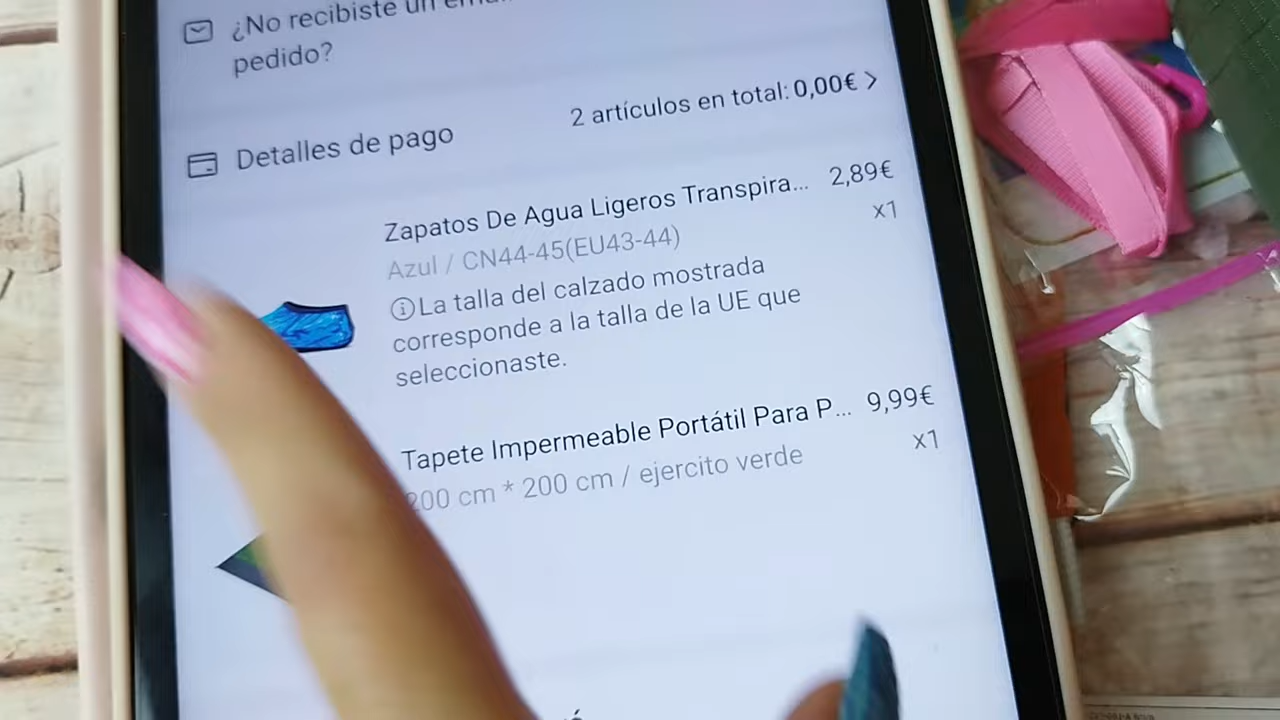 ¿No recibiste un
pedido?
2 artículos en total: 0,00€ >
Detalles de pago
Zapatos De Agua Ligeros Transpira... 2,89€
x1
Azul / CN44-45(EU43-44)
La talla del calzado mostrada
corresponde a la talla de la UE que
seleccionaste.
Tapete Impermeable Portátil Para P... 9,99€
x1
200 cm * 200 cm / ejercito verde